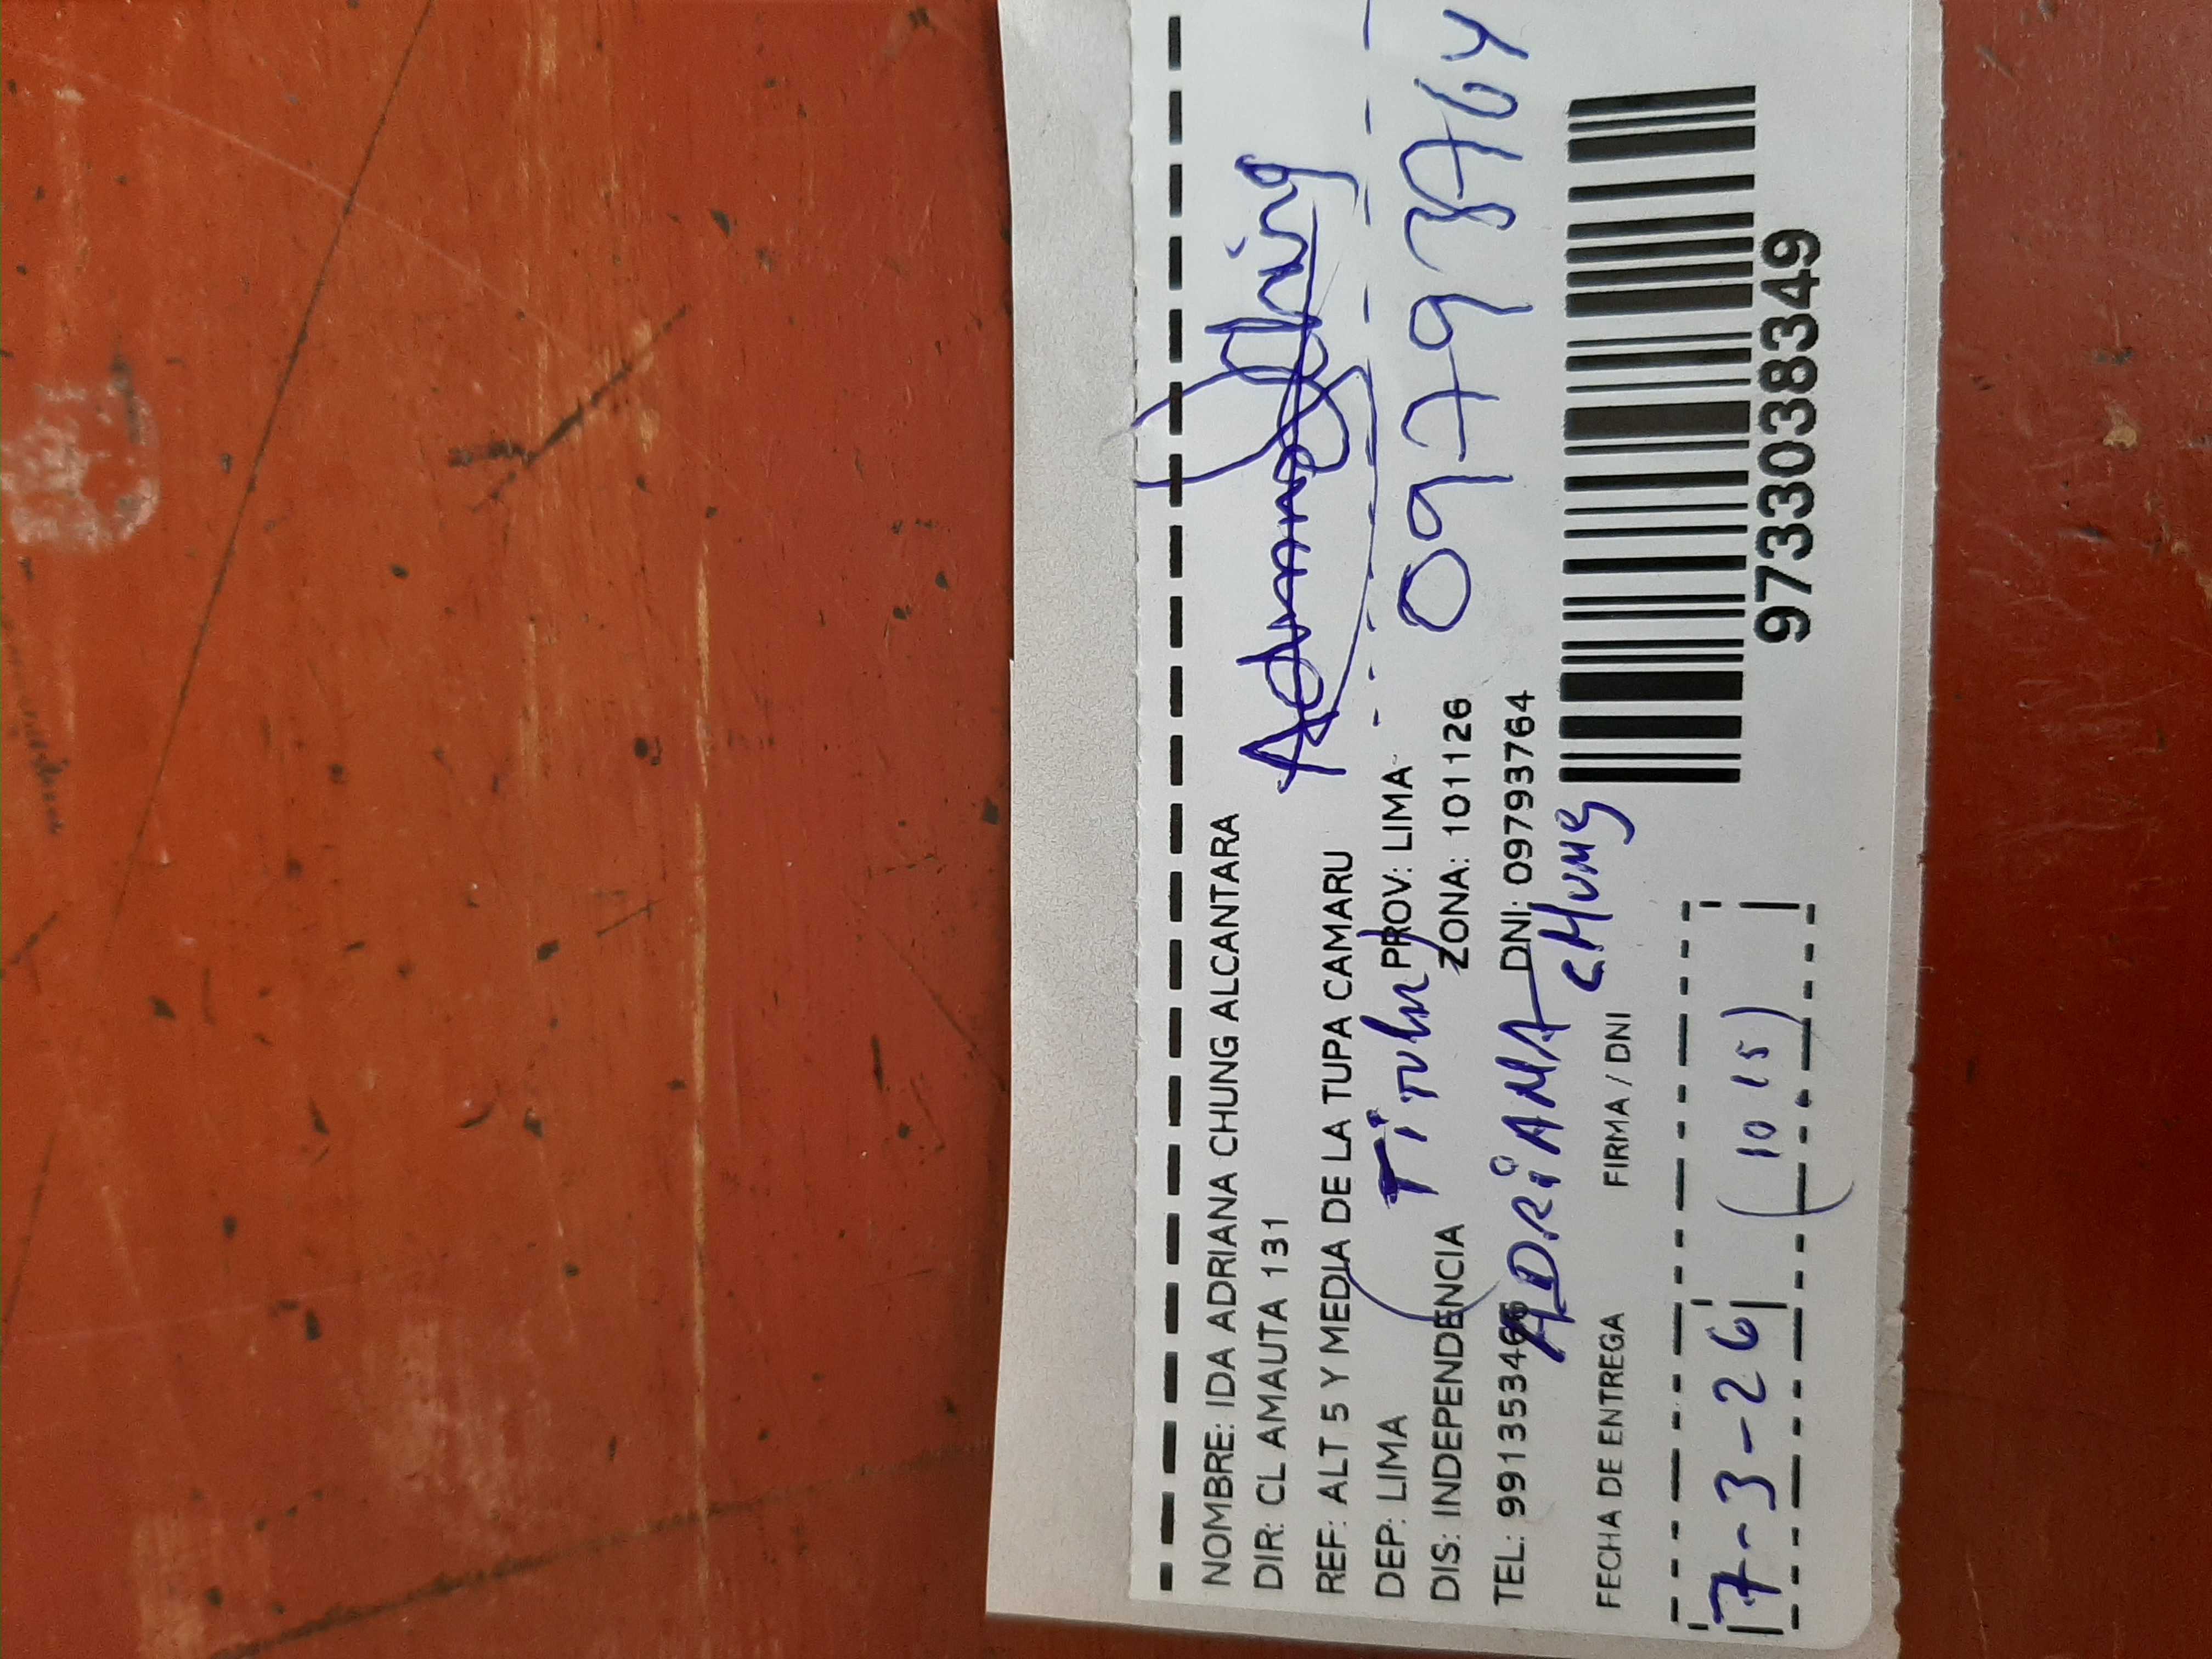 NOMBRE: IDA ADRIANA CHUNG ALCANTARA
DIR: CL AMAUTA 131
REF: ALT 5 Y MEDIA DE LA TUPA CAMARU
DEP: LIMA PROV: LIMA
(Titular)
DIS: INDEPENDENCIA ZONA: 101126
09793764
TEL: 991353466 DNI: 09793764
ADRIANA CHUNG
FECHA DE ENTREGA FIRMA / DNI
7-3-26 (10 15)
9733038349